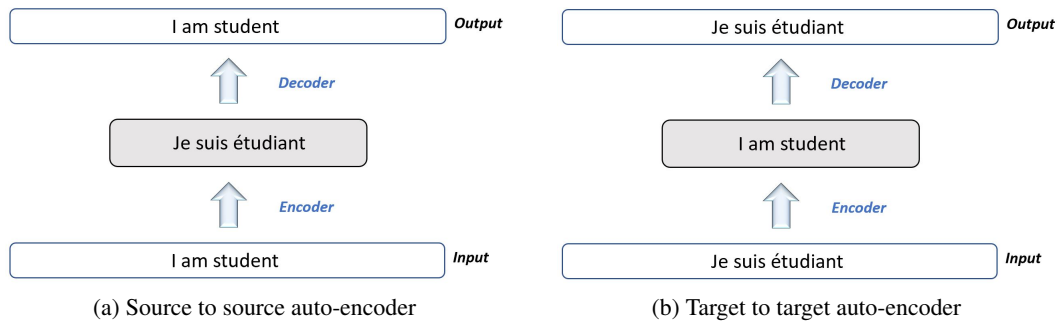 I am student
Output
Decoder
Je suis étudiant
Encoder
I am student
Input
(a) Source to source auto-encoder
Je suis étudiant
Output
Decoder
I am student
Encoder
Je suis étudiant
Input
(b) Target to target auto-encoder